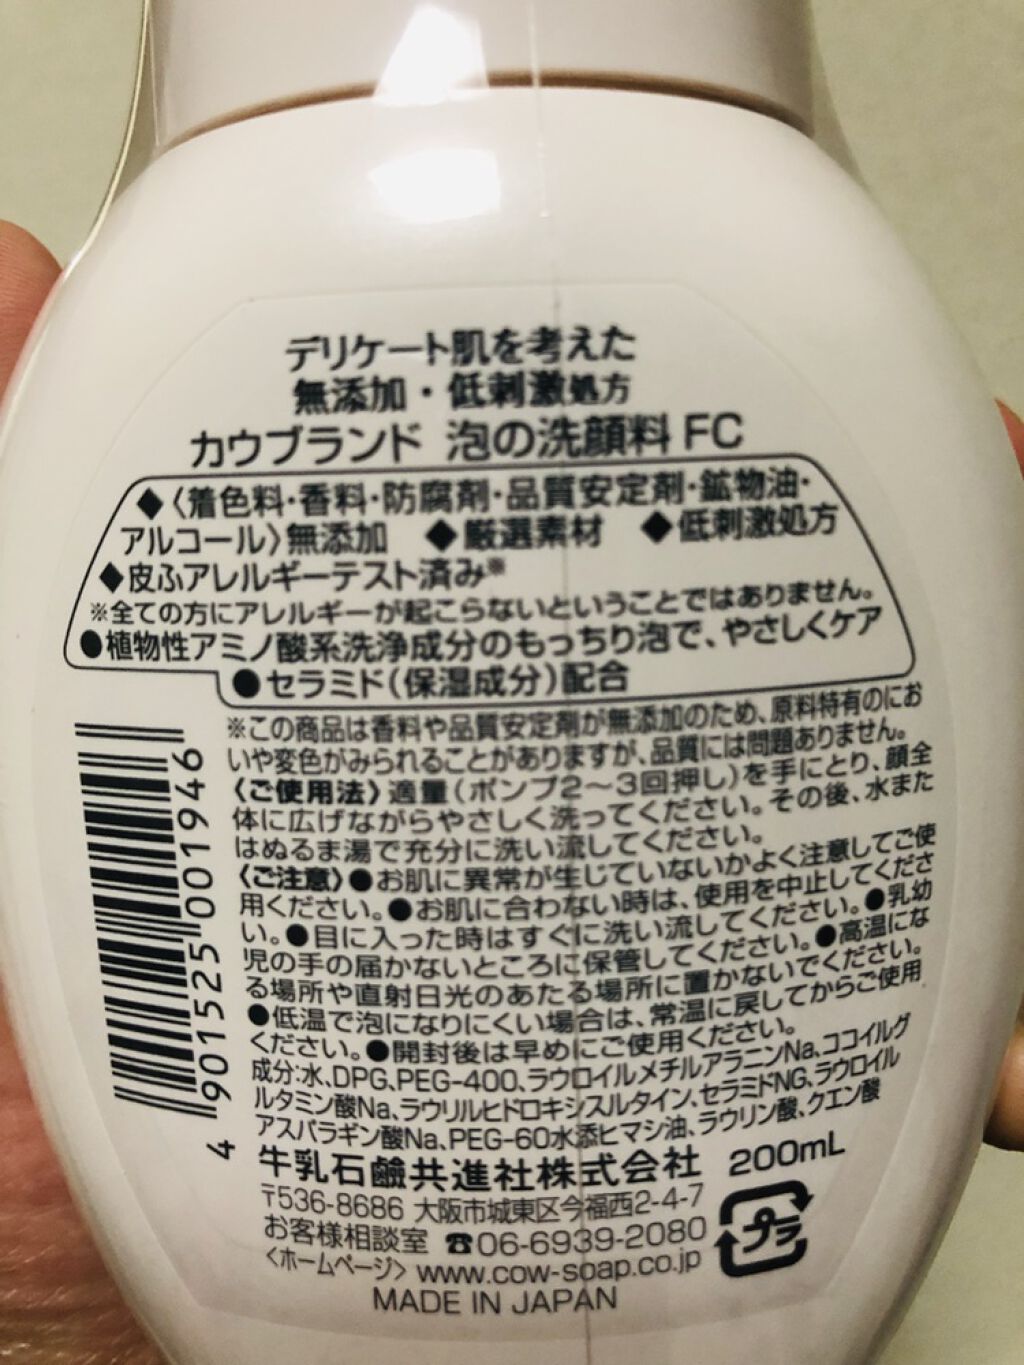 デリケート肌を考えた
無添加・低刺激処方
カウブランド 泡の洗顔料 FC
◆〈着色料・香料・防腐剤・品質安定剤・鉱物油・
アルコール〉無添加 ◆厳選素材 ◆低刺激処方
◆皮ふアレルギーテスト済み※
※全ての方にアレルギーが起こらないということではありません。
●植物性アミノ酸系洗浄成分のもっちり泡で、やさしくケア
●セラミド(保湿成分)配合
※この商品は香料や品質安定剤が無添加のため、原料特有のにお
いや変色がみられることがありますが、品質には問題ありません。
〈ご使用法〉適量(ポンプ2〜3回押し)を手にとり、顔全
体に広げながらやさしく洗ってください。その後、水また
はぬるま湯で充分に洗い流してください。
〈ご注意〉●お肌に異常が生じていないかよく注意してご使
用ください。●お肌に合わない時は、使用を中止してくださ
い。●目に入った時はすぐに洗い流してください。●乳幼
児の手の届かないところに保管してください。●高温にな
る場所や直射日光のあたる場所に置かないでください。
●低温で泡になりにくい場合は、常温に戻してからご使用
ください。●開封後は早めにご使用ください。
成分:水、DPG、PEG-400、ラウロイルメチルアラニンNa、ココイルグ
ルタミン酸Na、ラウリルヒドロキシスルタイン、セラミドNG、ラウロイル
アスパラギン酸Na、PEG-60水添ヒマシ油、ラウリン酸、クエン酸
牛乳石鹼共進社株式会社 200mL
〒536-8686 大阪市城東区今福西2-4-7
お客様相談室 ☎06-6939-2080
〈ホームページ〉www.cow-soap.co.jp
MADE IN JAPAN
プラ
4 901525 001946